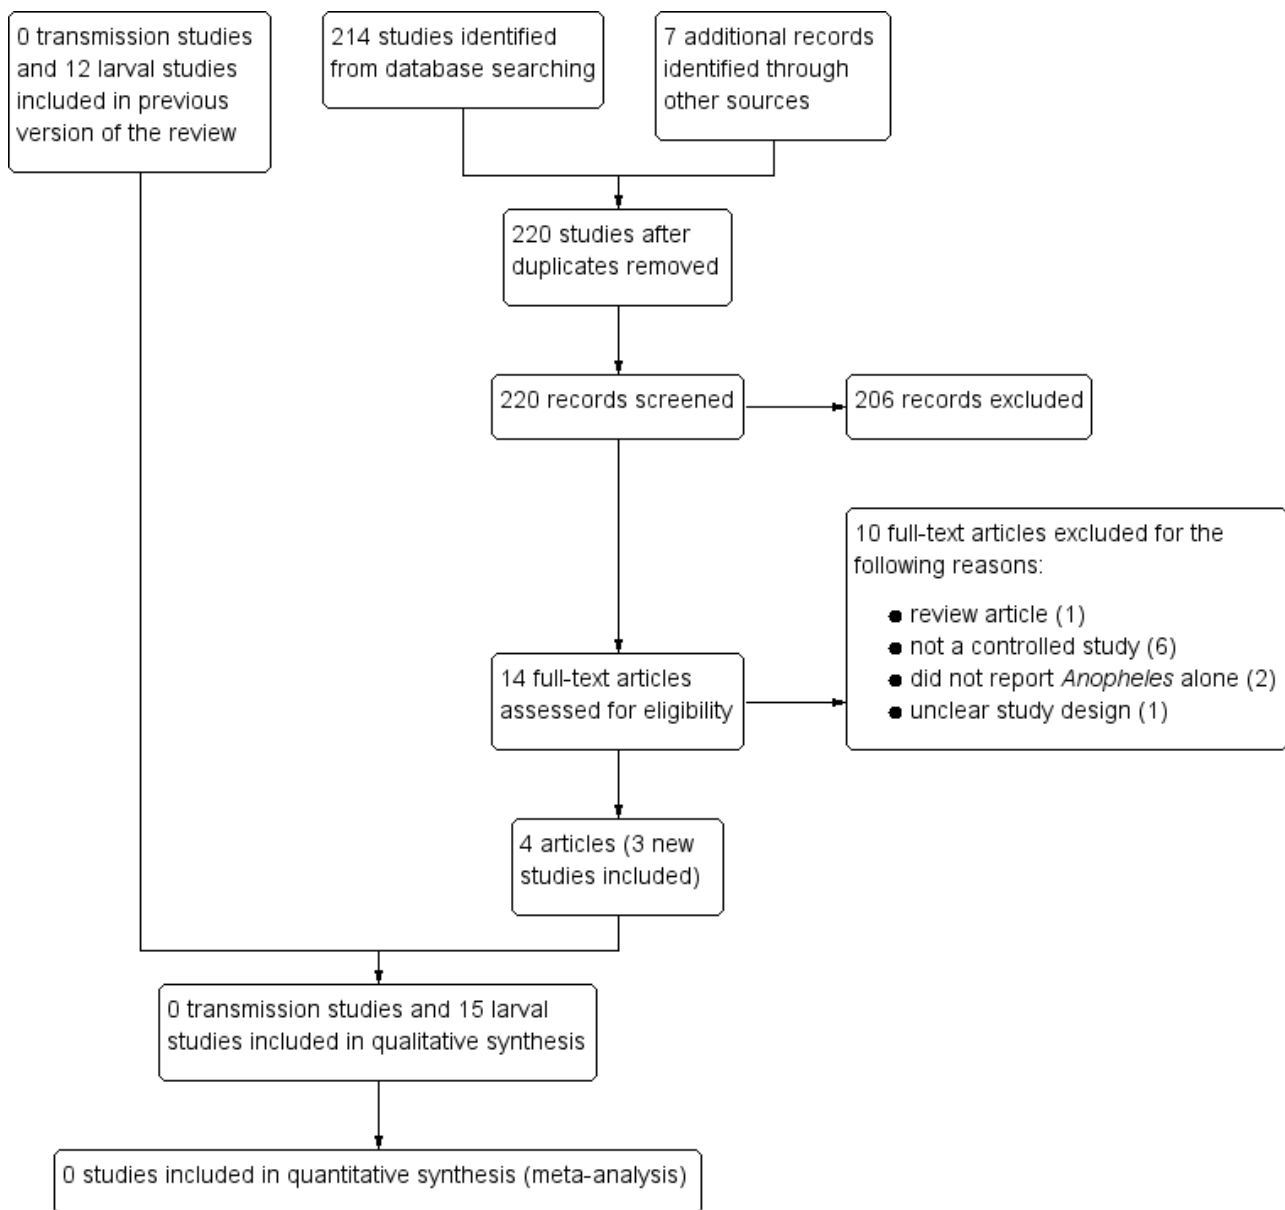 0 transmission studies
and 12 larval studies
included in previous
version of the review
214 studies identified
from database searching
7 additional records
identified through
other sources
220 studies after
duplicates removed
220 records screened
206 records excluded
14 full-text articles
assessed for eligibility
10 full-text articles excluded for the
following reasons:
● review article (1)
● not a controlled study (6)
● did not report Anopheles alone (2)
● unclear study design (1)
4 articles (3 new
studies included)
0 transmission studies and 15 larval
studies included in qualitative synthesis
0 studies included in quantitative synthesis (meta-analysis)